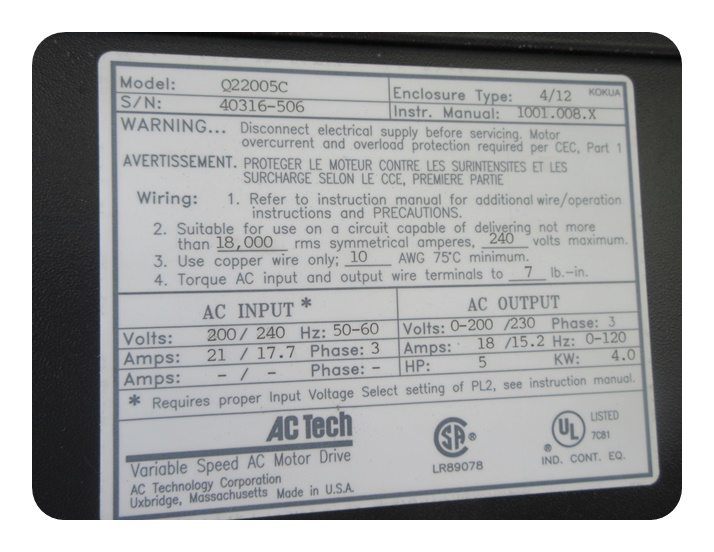 Model: Q22005C
Enclosure Type: 4/12 KOKUA
S/N: 40316-506
Instr. Manual: 1001.008.X
WARNING... Disconnect electrical supply before servicing. Motor
overcurrent and overload protection required per CEC, Part 1
AVERTISSEMENT. PROTEGER LE MOTEUR CONTRE LES SURINTENSITES ET LES
SURCHARGE SELON LE CCE, PREMIERE PARTIE
Wiring: 1. Refer to instruction manual for additional wire/operation
instructions and PRECAUTIONS.
2. Suitable for use on a circuit capable of delivering not more
than 18,000 rms symmetrical amperes, 240 volts maximum.
3. Use copper wire only; 10 AWG 75°C minimum.
4. Torque AC input and output wire terminals to 7 lb.-in.
AC INPUT *
Volts: 200/ 240 Hz: 50-60
Amps: 21 / 17.7 Phase: 3
Amps: - / - Phase: -
AC OUTPUT
Volts: 0-200 /230 Phase: 3
Amps: 18 /15.2 Hz: 0-120
HP: 5 KW: 4.0
* Requires proper Input Voltage Select setting of PL2, see instruction manual.
AC Tech
Variable Speed AC Motor Drive
AC Technology Corporation
Uxbridge, Massachusetts Made in U.S.A.
SA ®
LR89078
UL ® LISTED
7C81
IND. CONT. EQ.